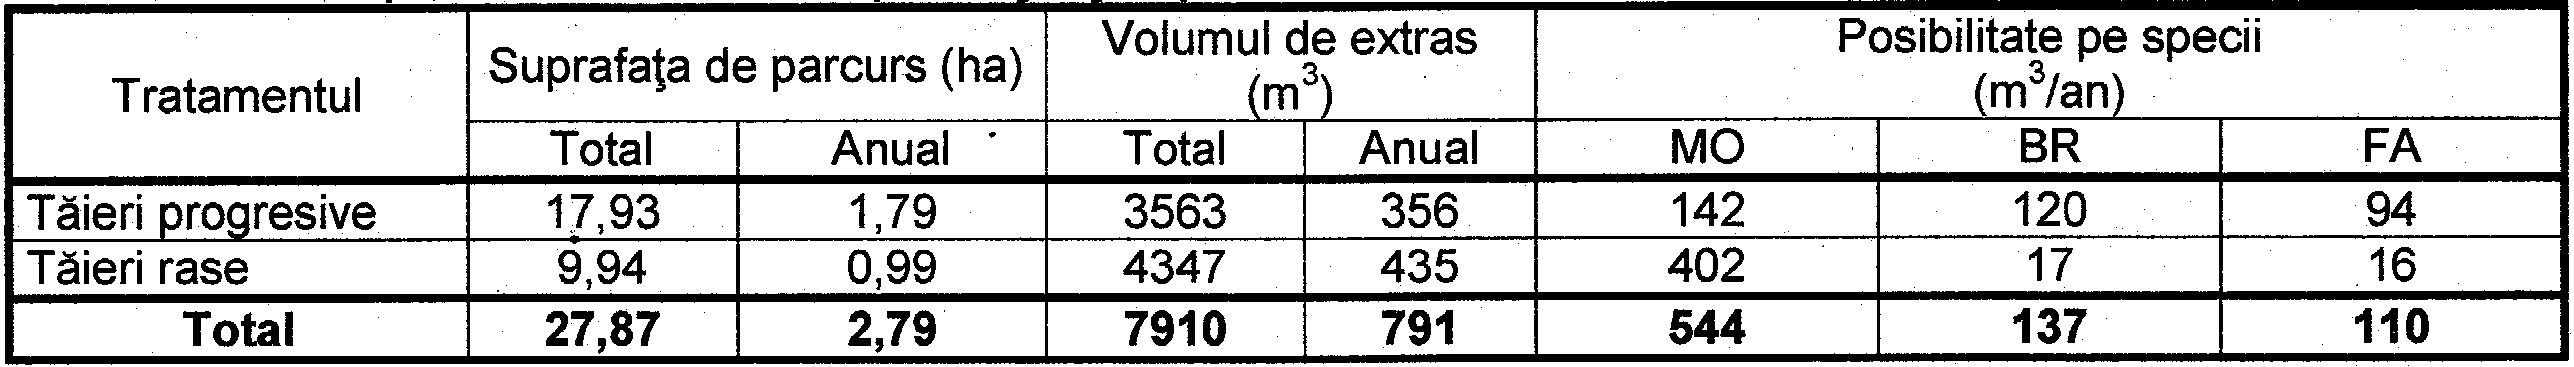 Tratamentul Suprafaţa de parcurs (ha) Volumul de extras (m³) Posibilitate pe specii (m³/an)
Total Anual Total Anual MO BR FA
Tăieri progresive 17,93 1,79 3563 356 142 120 94
Tăieri rase 9,94 0,99 4347 435 402 17 16
Total 27,87 2,79 7910 791 544 137 110